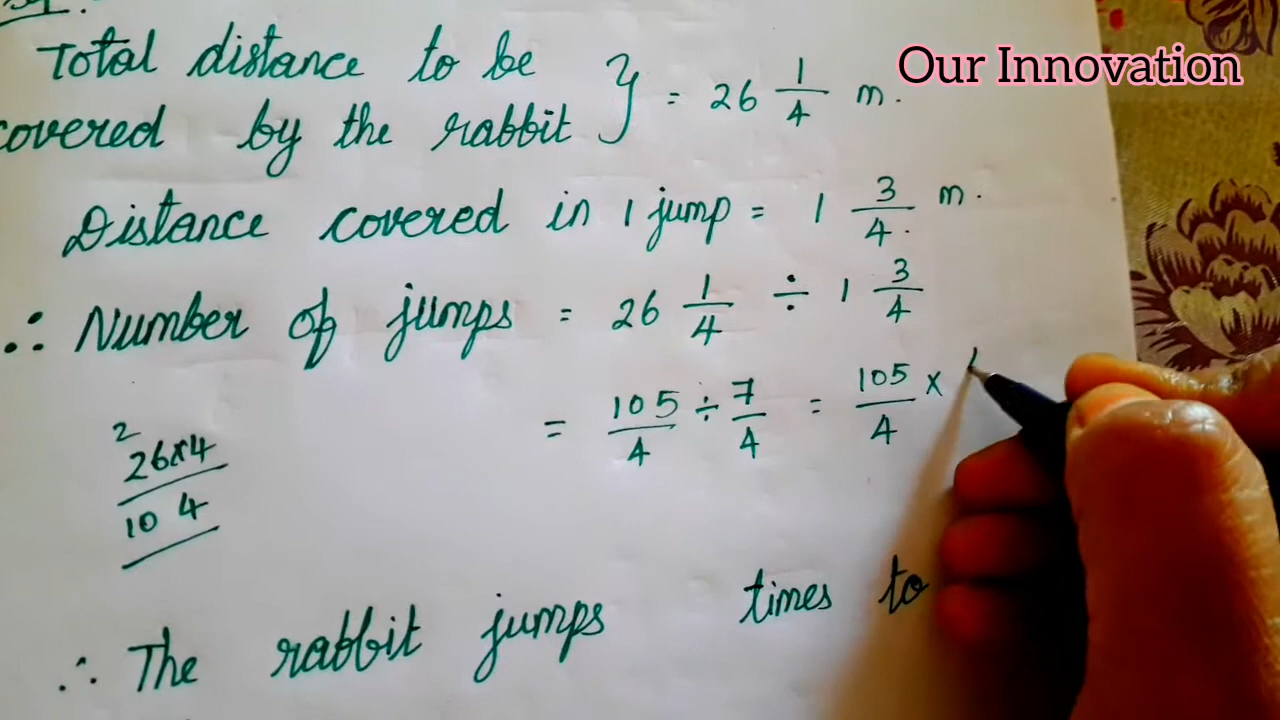 Our Innovation
Total distance to be
covered by the rabbit } = 26 1/4 m.
Distance covered in 1 jump = 1 3/4 m.
∴ Number of jumps = 26 1/4 ÷ 1 3/4
= 105/4 ÷ 7/4 = 105/4 ×
2
26×4
104
∴ The rabbit jumps times to